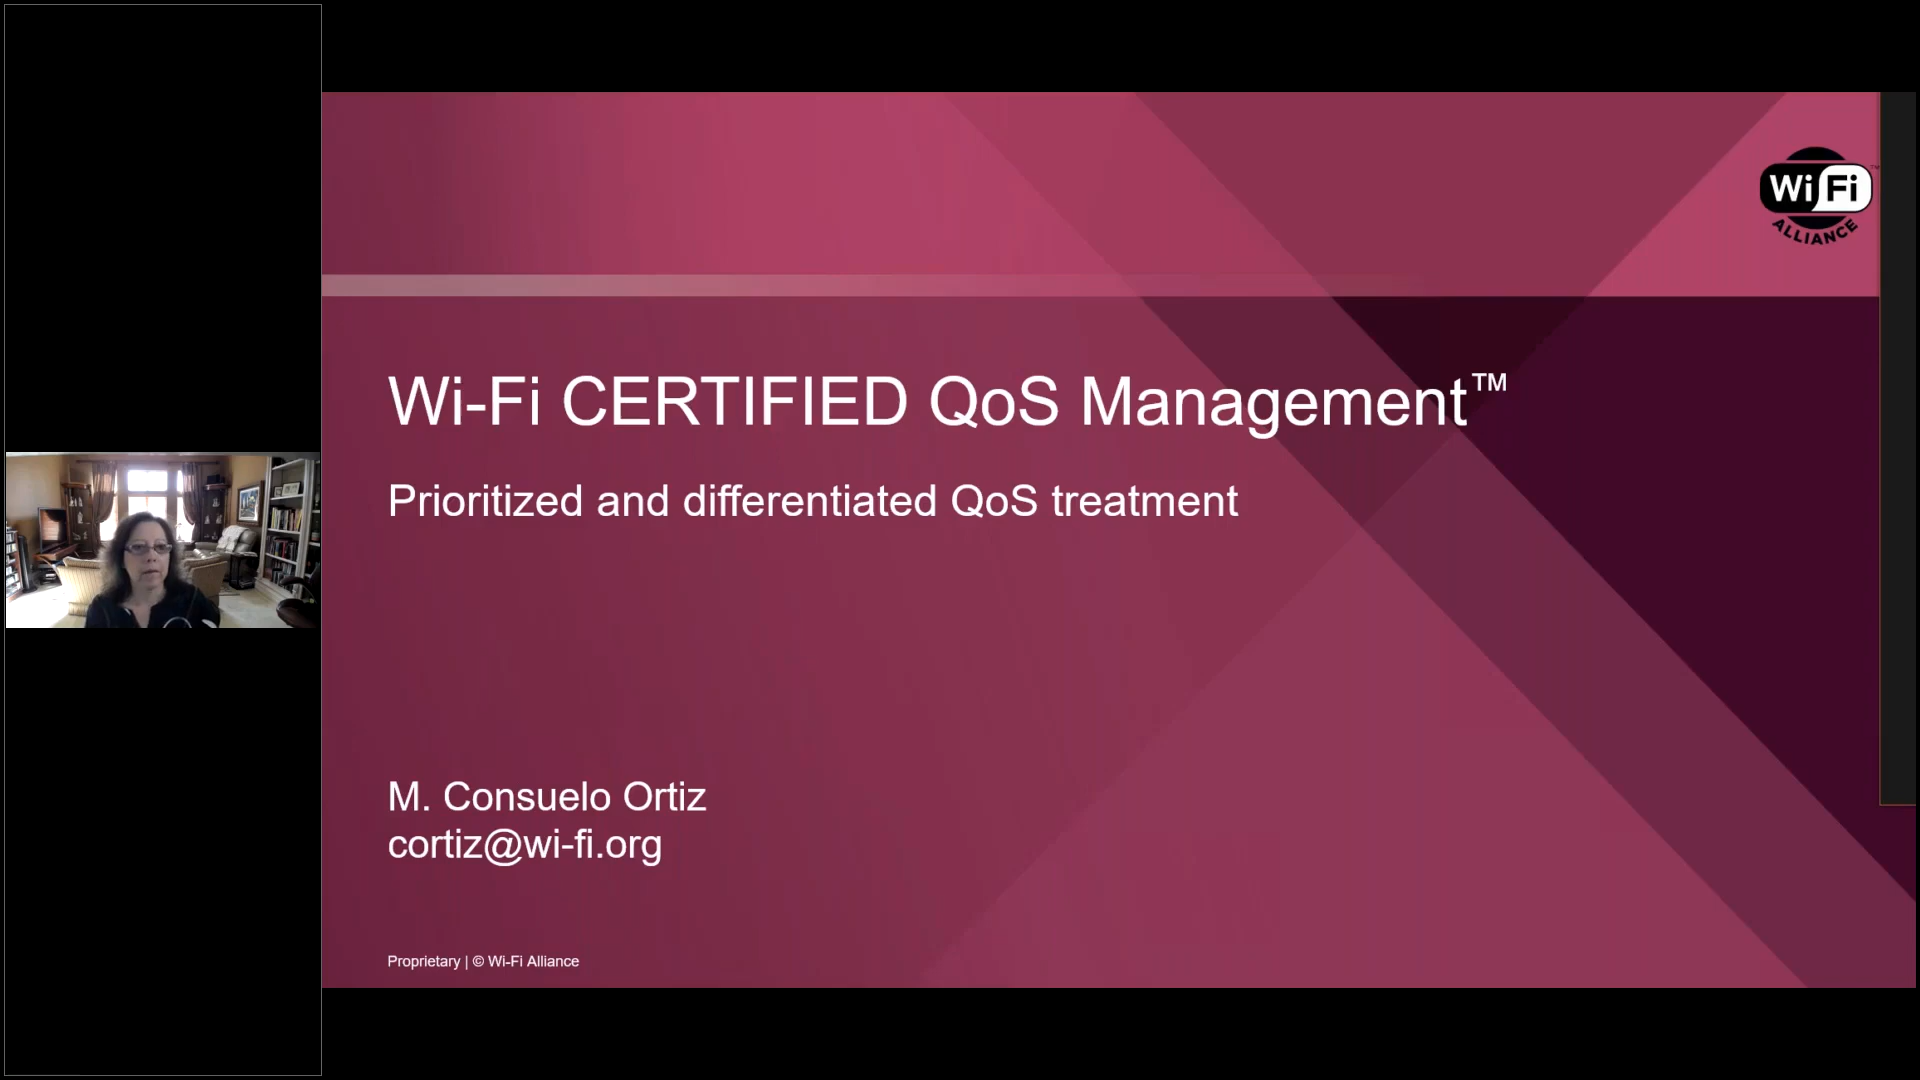 Wi Fi
ALLIANCE
Wi-Fi CERTIFIED QoS Management™
Prioritized and differentiated QoS treatment
M. Consuelo Ortiz
cortiz@wi-fi.org
Proprietary | © Wi-Fi Alliance